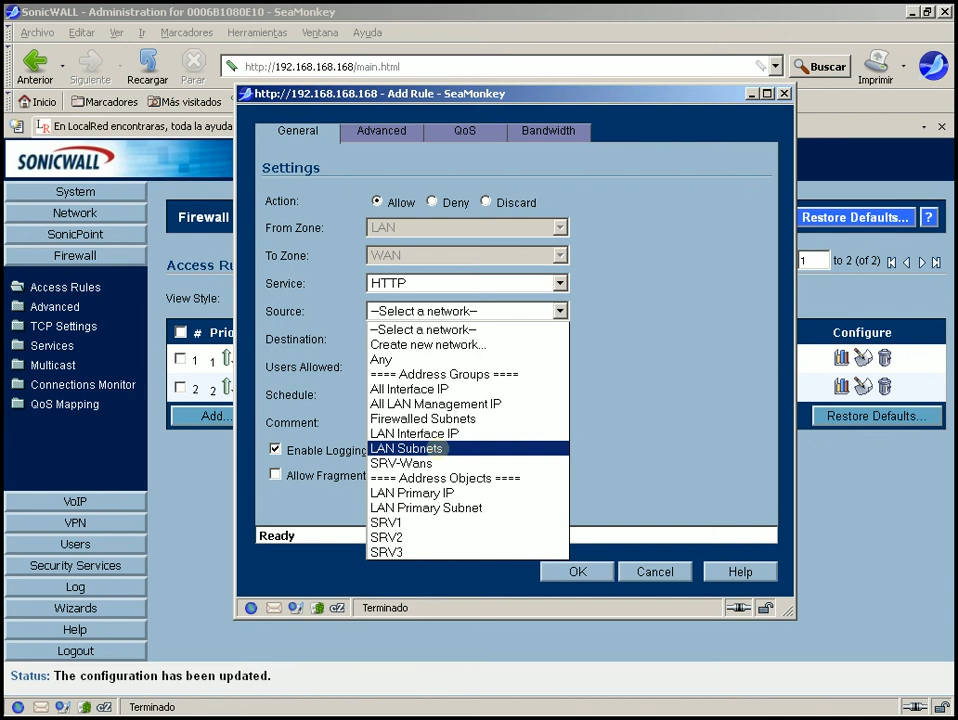 SonicWALL - Administration for 0006B1080E10 - SeaMonkey
Archivo Editar Ver Ir Marcadores Herramientas Ventana Ayuda
Anterior Siguiente Recargar Parar http://192.168.168.168/main.html Buscar Imprimir
Inicio Marcadores Más visitados
LR En LocalRed encontraras, toda la ayuda
SONICWALL
System
Network
SonicPoint
Firewall
Access Rules
Advanced
TCP Settings
Services
Multicast
Connections Monitor
QoS Mapping
VoIP
VPN
Users
Security Services
Log
Wizards
Help
Logout
Firewall
Restore Defaults... ?
Access Ru
1 to 2 (of 2)
View Style:
# Prio Configure
1 1
2 2
Add... Restore Defaults...
http://192.168.168.168 - Add Rule - SeaMonkey
General Advanced QoS Bandwidth
Settings
Action: Allow Deny Discard
From Zone: LAN
To Zone: WAN
Service: HTTP
Source: --Select a network--
Destination:
Users Allowed:
Schedule:
Comment:
Enable Logging
Allow Fragment
--Select a network--
Create new network...
Any
==== Address Groups ====
All Interface IP
All LAN Management IP
Firewalled Subnets
LAN Interface IP
LAN Subnets
SRV-Wans
==== Address Objects ====
LAN Primary IP
LAN Primary Subnet
SRV1
SRV2
SRV3
Ready
OK Cancel Help
Terminado
Status: The configuration has been updated.
Terminado